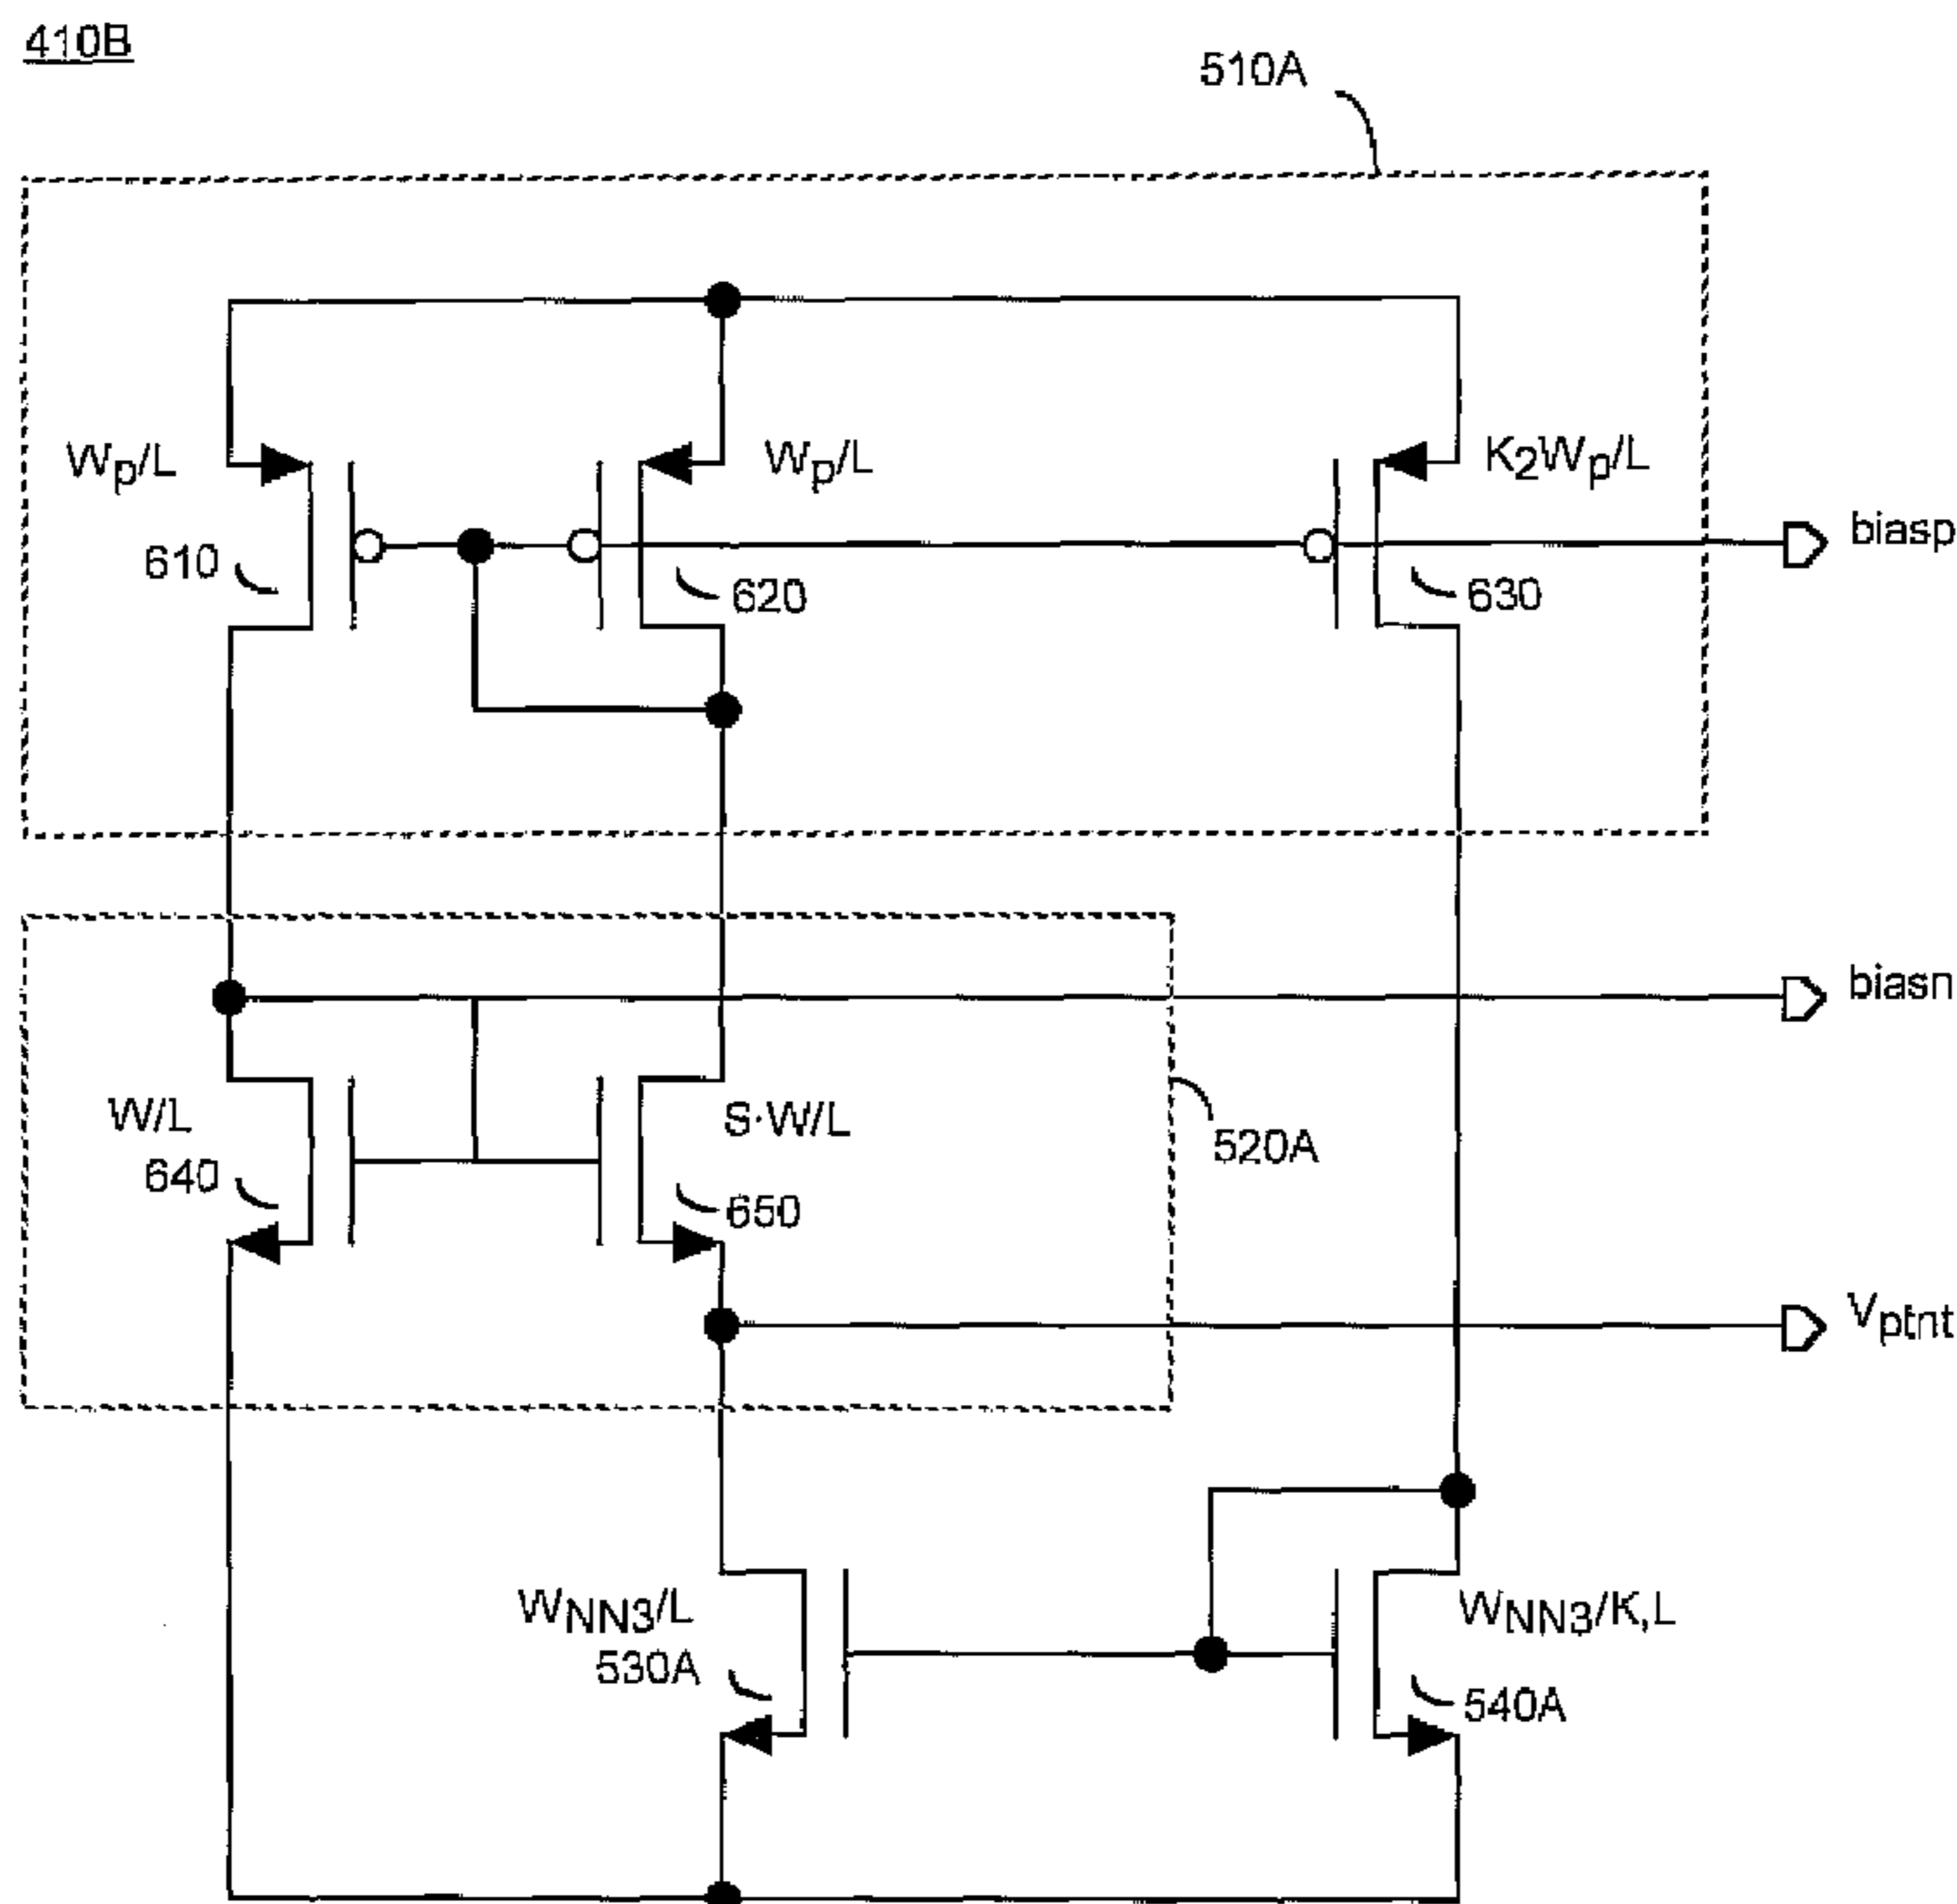 410B
510A
Wp/L
Wp/L
K2Wp/L
biasp
610
620
630
biasn
W/L
S·W/L
520A
640
650
Vptnt
WNN3/L
WNN3/K,L
530A
540A